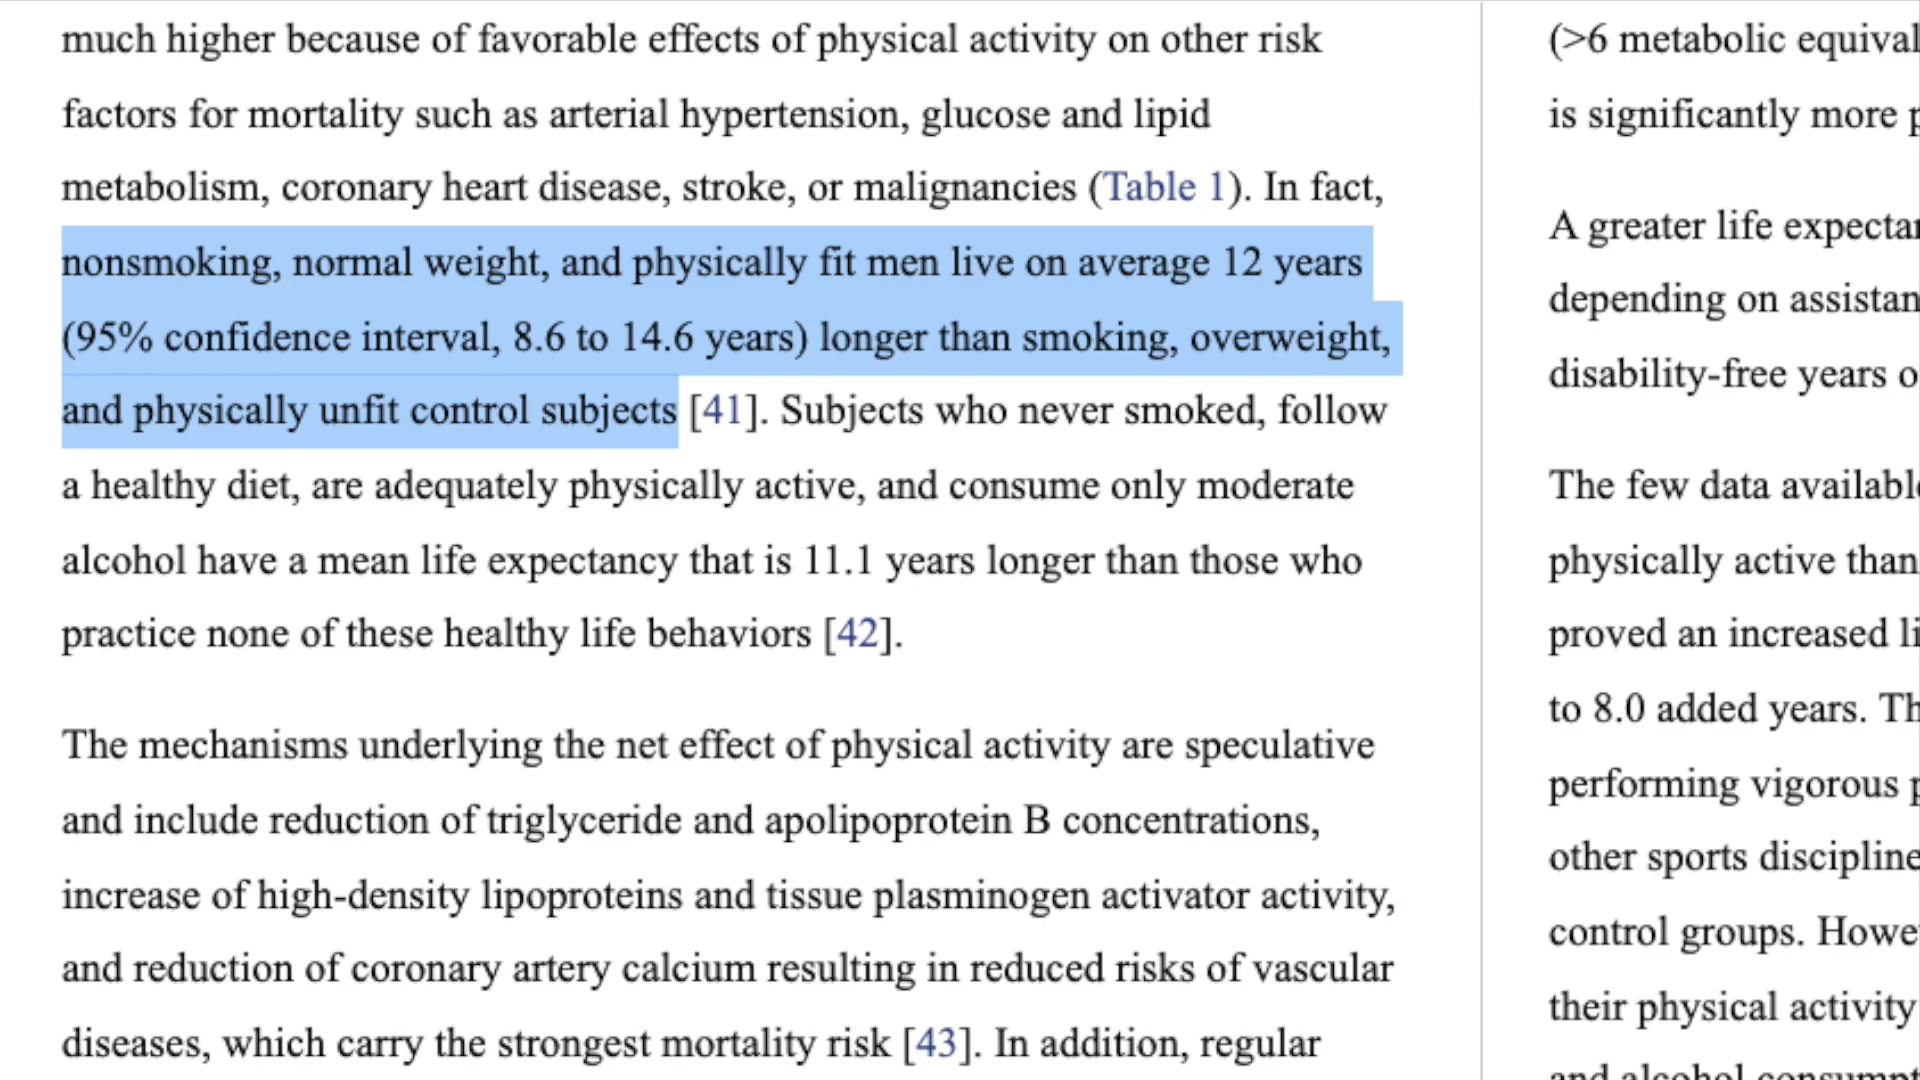 much higher because of favorable effects of physical activity on other risk
factors for mortality such as arterial hypertension, glucose and lipid
metabolism, coronary heart disease, stroke, or malignancies (Table 1). In fact,
nonsmoking, normal weight, and physically fit men live on average 12 years
(95% confidence interval, 8.6 to 14.6 years) longer than smoking, overweight,
and physically unfit control subjects [41]. Subjects who never smoked, follow
a healthy diet, are adequately physically active, and consume only moderate
alcohol have a mean life expectancy that is 11.1 years longer than those who
practice none of these healthy life behaviors [42].
The mechanisms underlying the net effect of physical activity are speculative
and include reduction of triglyceride and apolipoprotein B concentrations,
increase of high-density lipoproteins and tissue plasminogen activator activity,
and reduction of coronary artery calcium resulting in reduced risks of vascular
diseases, which carry the strongest mortality risk [43]. In addition, regular
(>6 metabolic
is significantly more
A greater life
depending on
disability-free years
The few data
physically active than
proved an increased
to 8.0 added years.
performing vigorous
other sports
control groups.
their physical activity